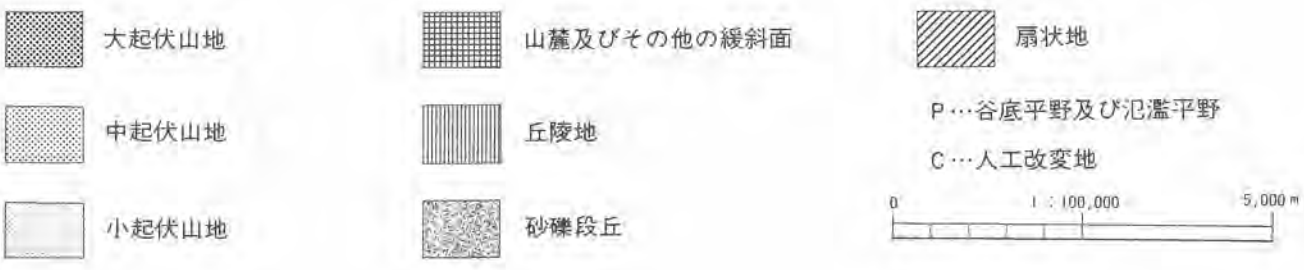 大起伏山地
中起伏山地
小起伏山地
山麓及びその他の緩斜面
丘陵地
砂礫段丘
扇状地
P…谷底平野及び氾濫平野
C…人工改変地
0 1:100,000 5,000m